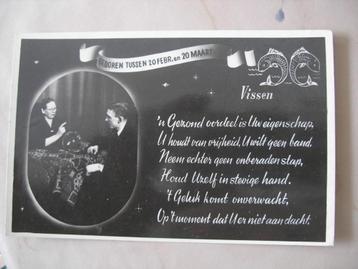 GEBOREN TUSSEN 20 FEBR. en 20 MAART
Vissen
'n Gezond oordeel is Uw eigenschap,
U houdt van vrijheid, U wilt geen band.
Neem echter geen onberaden stap,
Houd Uzelf in stevige hand.
'T Geluk komt onverwacht,
Op 't moment dat U er niet aan dacht.